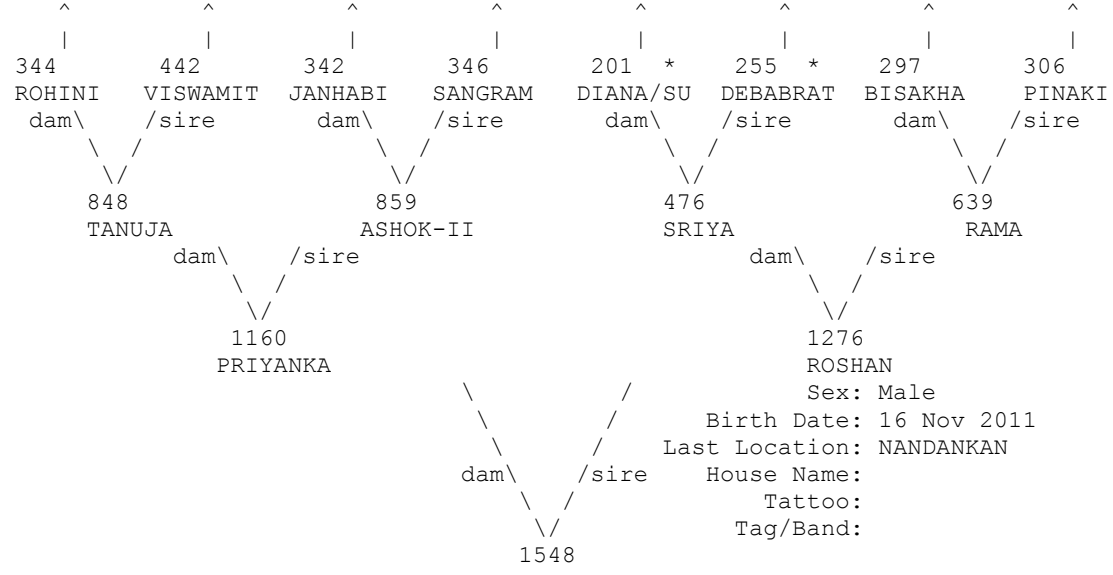 ^ ^ ^ ^ ^ ^ ^ ^
| | | | | | | |
344 442 342 346 201 * 255 * 297 306
ROHINI VISWAMIT JANHABI SANGRAM DIANA/SU DEBABRAT BISAKHA PINAKI
dam\ /sire dam\ /sire dam\ /sire dam\ /sire
\ / \ / \ / \ /
\/ \/ \/ \/
848 859 476 639
TANUJA ASHOK-II SRIYA RAMA
dam\ /sire dam\ /sire
\ / \ /
\/ \/
1160 1276
PRIYANKA ROSHAN
\ / Sex: Male
\ / Birth Date: 16 Nov 2011
\ / Last Location: NANDANKAN
dam\ /sire House Name:
\ / Tattoo:
\/ Tag/Band:
1548